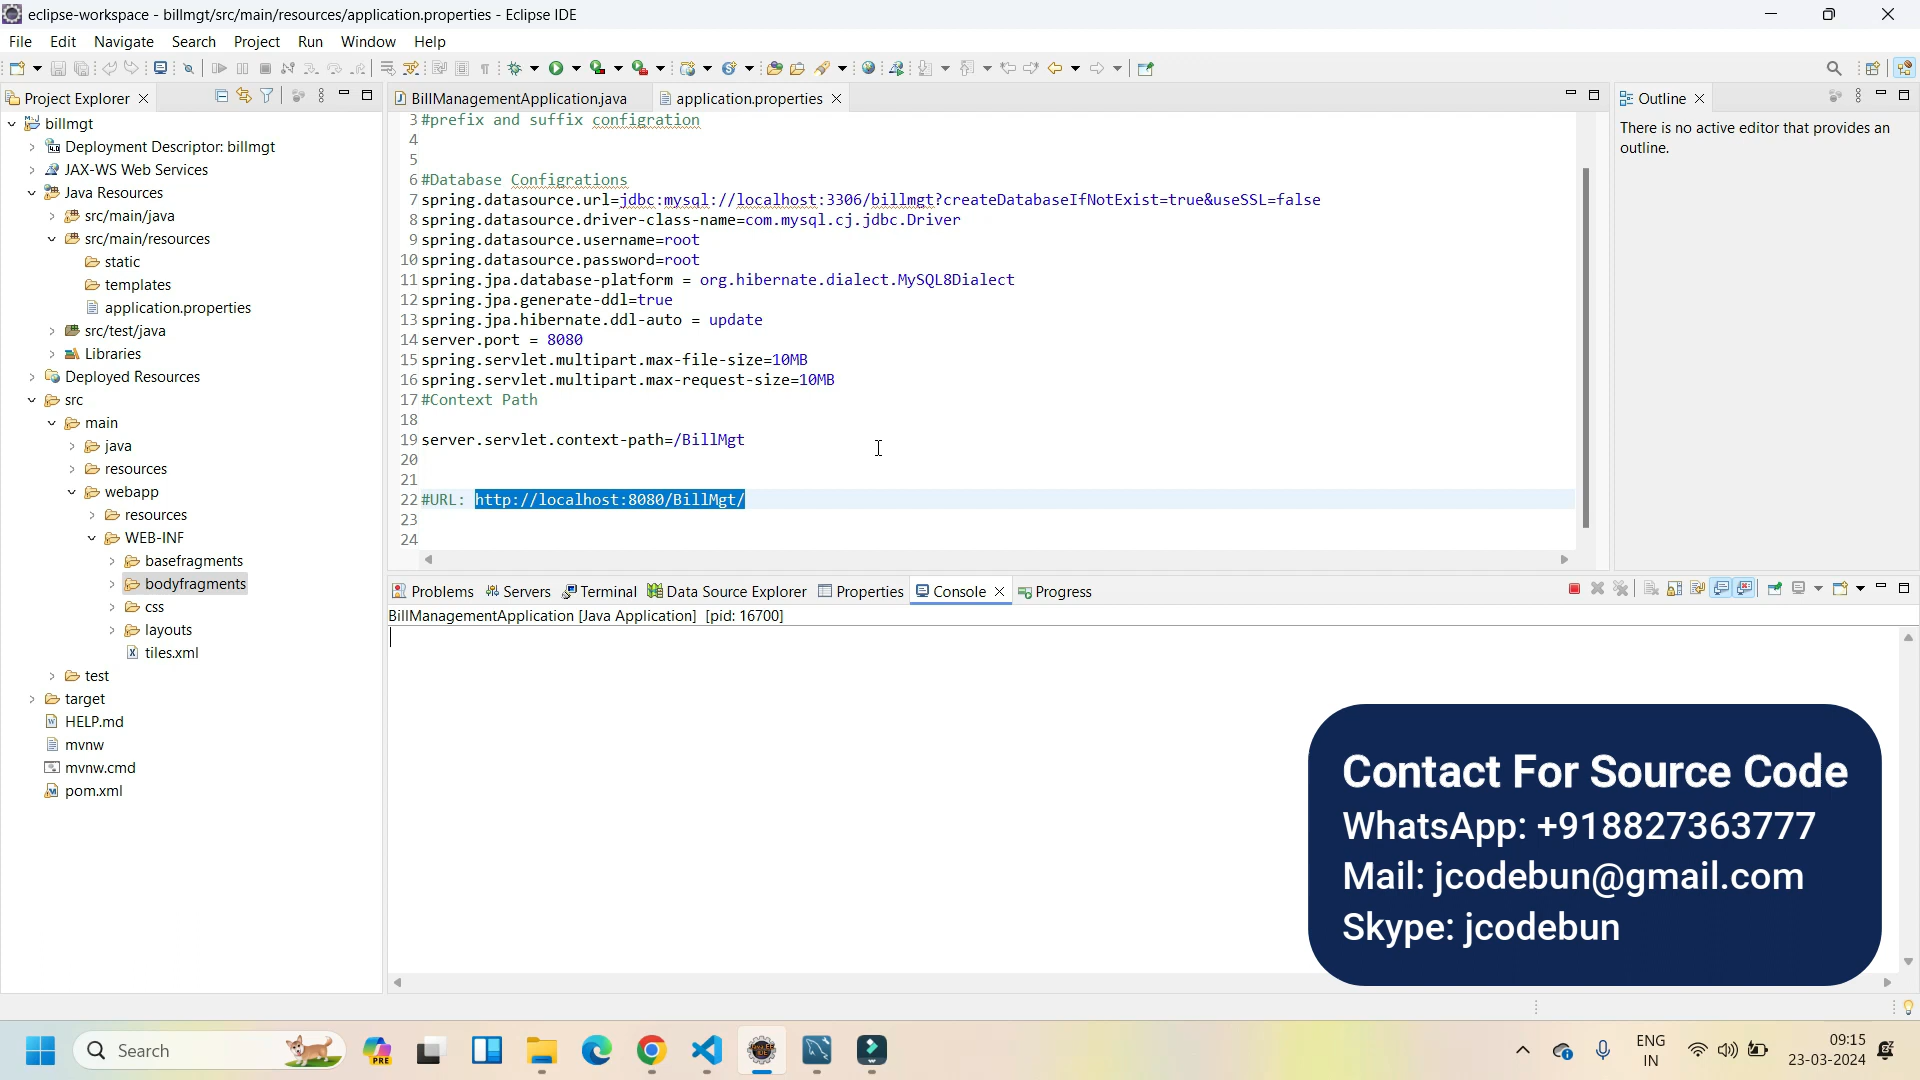 eclipse-workspace - billmgt/src/main/resources/application.properties - Eclipse IDE
File Edit Navigate Search Project Run Window Help
Project Explorer
billmgt
Deployment Descriptor: billmgt
JAX-WS Web Services
Java Resources
src/main/java
src/main/resources
static
templates
application.properties
src/test/java
Libraries
Deployed Resources
src
main
java
resources
webapp
resources
WEB-INF
basefragments
bodyfragments
css
layouts
tiles.xml
test
target
HELP.md
mvnw
mvnw.cmd
pom.xml
BillManagementApplication.java application.properties
3 #prefix and suffix configration
4
5
6 #Database Configrations
7 spring.datasource.url=jdbc:mysql://localhost:3306/billmgt?createDatabaseIfNotExist=true&useSSL=false
8 spring.datasource.driver-class-name=com.mysql.cj.jdbc.Driver
9 spring.datasource.username=root
10 spring.datasource.password=root
11 spring.jpa.database-platform = org.hibernate.dialect.MySQL8Dialect
12 spring.jpa.generate-ddl=true
13 spring.jpa.hibernate.ddl-auto = update
14 server.port = 8080
15 spring.servlet.multipart.max-file-size=10MB
16 spring.servlet.multipart.max-request-size=10MB
17 #Context Path
18
19 server.servlet.context-path=/BillMgt
20
21
22 #URL: http://localhost:8080/BillMgt/
23
24
Outline
There is no active editor that provides an
outline.
Problems Servers Terminal Data Source Explorer Properties Console Progress
BillManagementApplication [Java Application] [pid: 16700]
Contact For Source Code
WhatsApp: +918827363777
Mail: jcodebun@gmail.com
Skype: jcodebun
Search
PRE
ENG
IN
09:15
23-03-2024